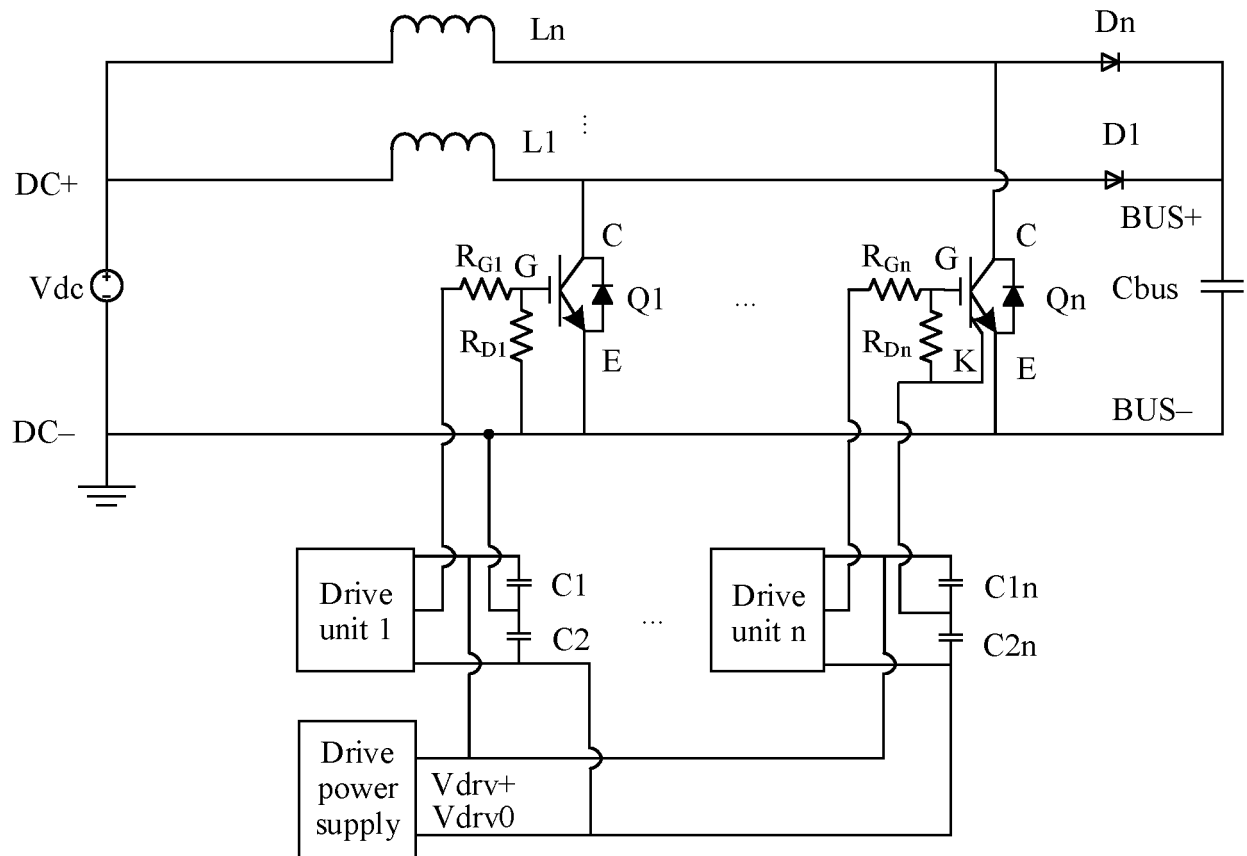 Ln
Dn
⋮
L1
D1
DC+
BUS+
C
C
RG1
G
RGn
G
Vdc
+
−
Q1
...
Qn
Cbus
RD1
E
RDn
K
E
BUS−
DC−
Drive
unit 1
C1
C2
...
Drive
unit n
C1n
C2n
Drive
power
supply
Vdrv+
Vdrv0